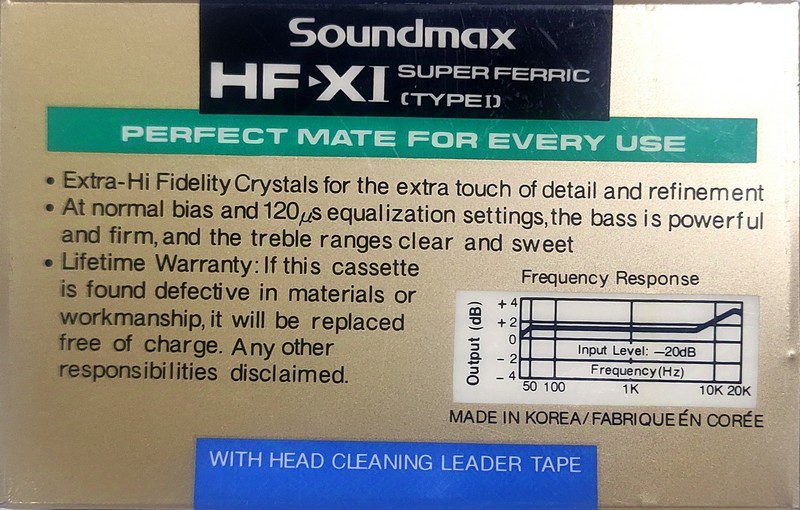 Soundmax
HF▸XI SUPER FERRIC
(TYPE I)
PERFECT MATE FOR EVERY USE
• Extra-Hi Fidelity Crystals for the extra touch of detail and refinement
• At normal bias and 120µs equalization settings, the bass is powerful
and firm, and the treble ranges clear and sweet
• Lifetime Warranty: If this cassette
is found defective in materials or
workmanship, it will be replaced
free of charge. Any other
responsibilities disclaimed.
Frequency Response
Output (dB)
+4
+2
0
−2
−4
Input Level: −20dB
Frequency (Hz)
50 100 1K 10K 20K
MADE IN KOREA/FABRIQUE ÉN CORÉE
WITH HEAD CLEANING LEADER TAPE